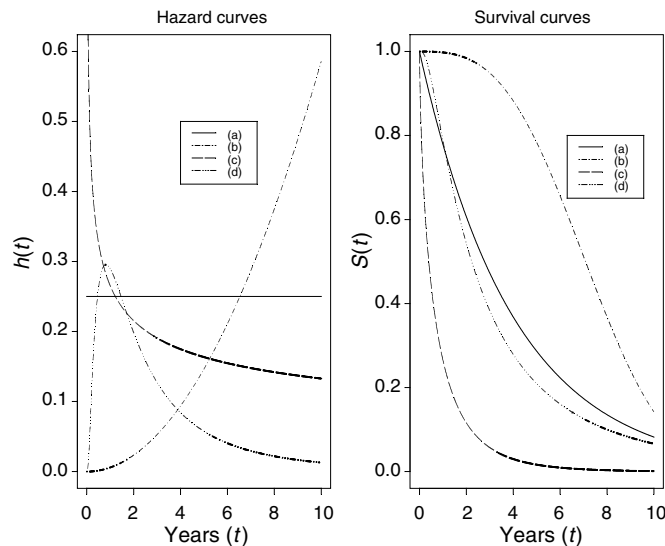 Hazard curves
h(t)
0.6
0.5
0.4
0.3
0.2
0.1
0.0
(a)
(b)
(c)
(d)
0 2 4 6 8 10
Years (t)
Survival curves
S(t)
1.0
0.8
0.6
0.4
0.2
0.0
(a)
(b)
(c)
(d)
0 2 4 6 8 10
Years (t)